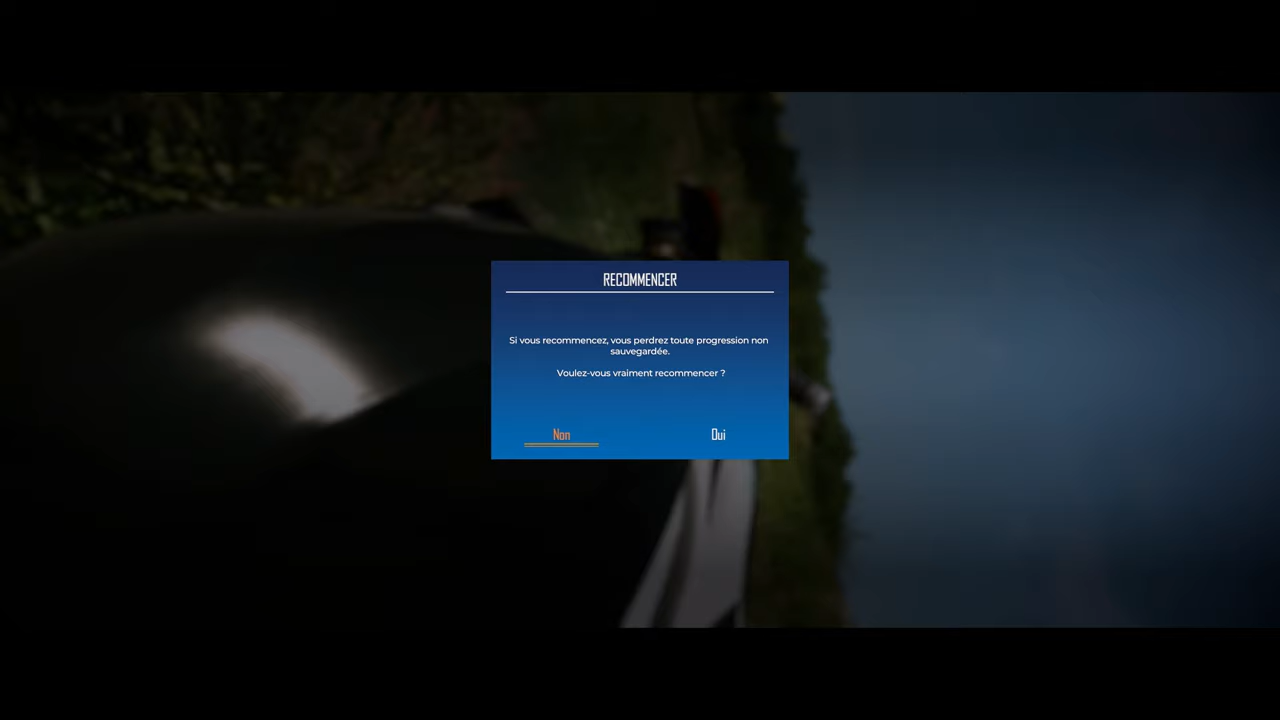 RECOMMENCER
Si vous recommencez, vous perdrez toute progression non
sauvegardée.
Voulez-vous vraiment recommencer ?
Non
Oui